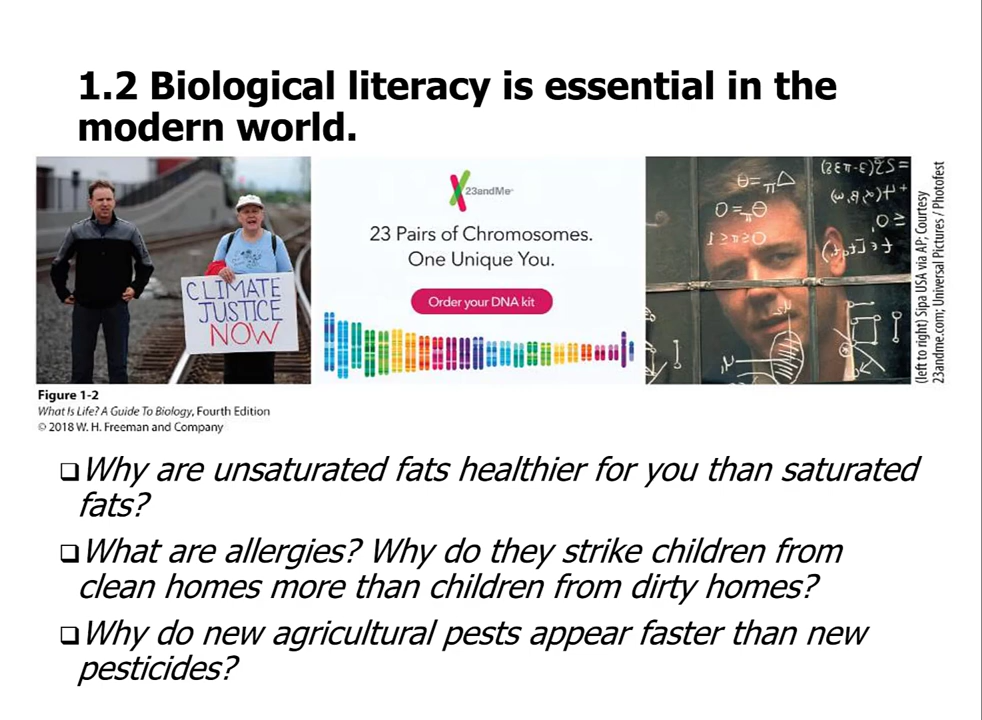 1.2 Biological literacy is essential in the
modern world.
CLIMATE
JUSTICE
NOW
23andMe
23 Pairs of Chromosomes.
One Unique You.
Order your DNA kit
(left to right) Sipa USA via AP; Courtesy
23andme.com; Universal Pictures / Photofest
Figure 1-2
What Is Life? A Guide To Biology, Fourth Edition
© 2018 W. H. Freeman and Company
❑Why are unsaturated fats healthier for you than saturated
fats?
❑What are allergies? Why do they strike children from
clean homes more than children from dirty homes?
❑Why do new agricultural pests appear faster than new
pesticides?